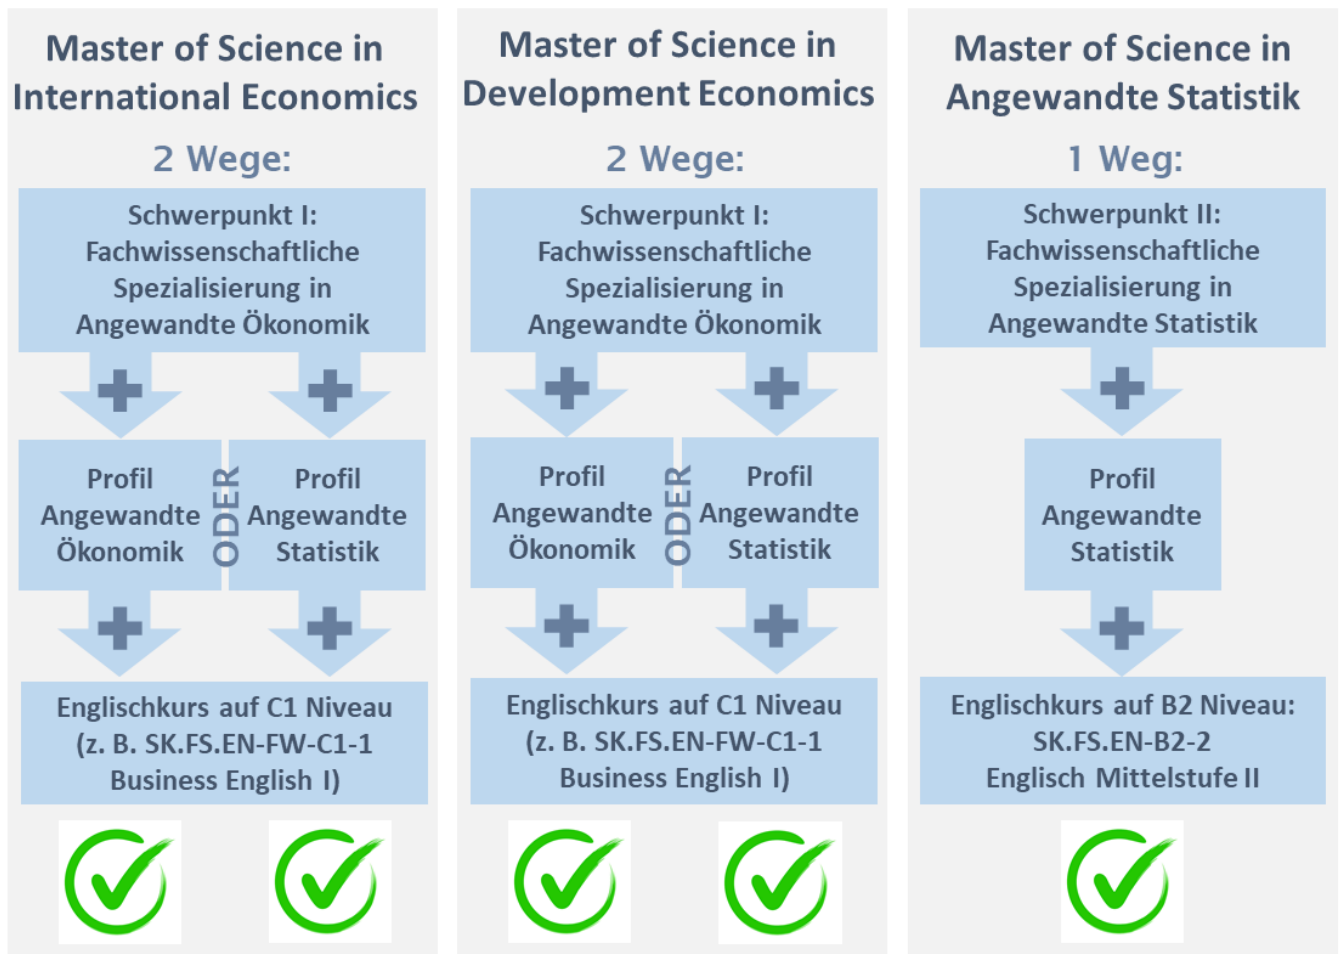 Master of Science in
International Economics
2 Wege:
Schwerpunkt I:
Fachwissenschaftliche
Spezialisierung in
Angewandte Ökonomik
Profil
Angewandte
Ökonomik
ODER
Profil
Angewandte
Statistik
Englischkurs auf C1 Niveau
(z. B. SK.FS.EN-FW-C1-1
Business English I)
Master of Science in
Development Economics
2 Wege:
Schwerpunkt I:
Fachwissenschaftliche
Spezialisierung in
Angewandte Ökonomik
Profil
Angewandte
Ökonomik
ODER
Profil
Angewandte
Statistik
Englischkurs auf C1 Niveau
(z. B. SK.FS.EN-FW-C1-1
Business English I)
Master of Science in
Angewandte Statistik
1 Weg:
Schwerpunkt II:
Fachwissenschaftliche
Spezialisierung in
Angewandte Statistik
Profil
Angewandte
Statistik
Englischkurs auf B2 Niveau:
SK.FS.EN-B2-2
Englisch Mittelstufe II